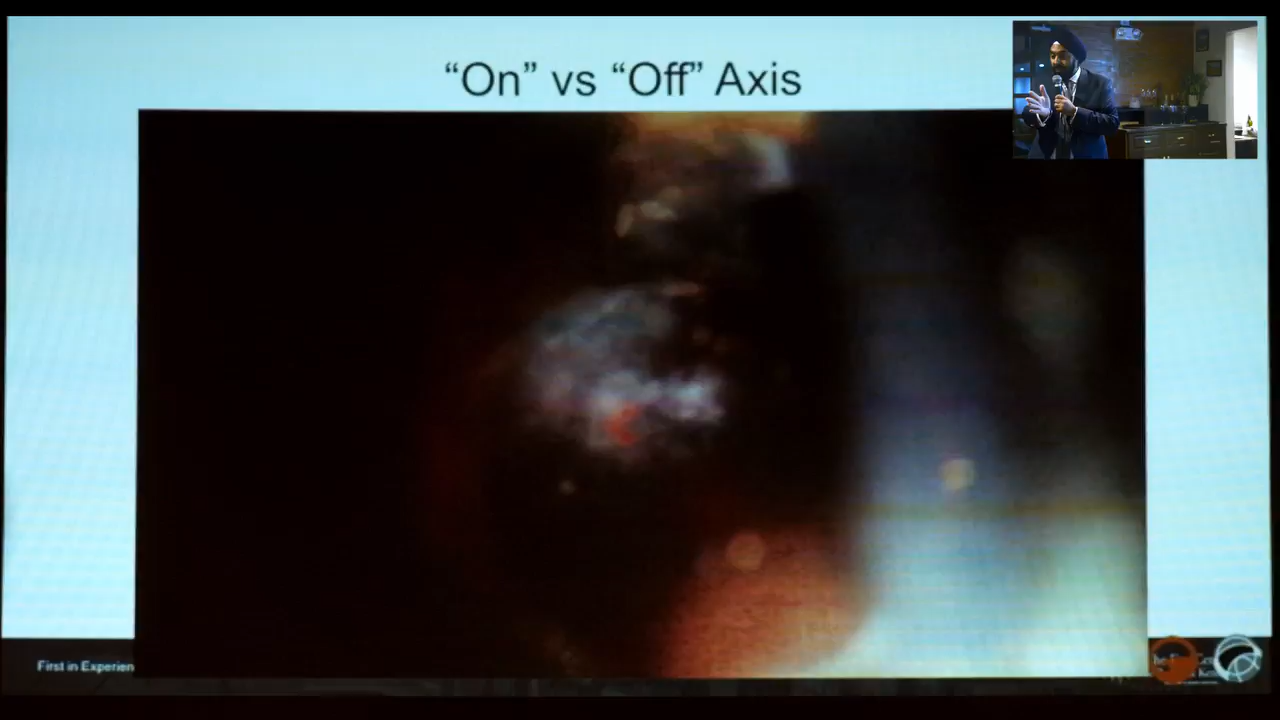 “On” vs “Off” Axis
First in Experien